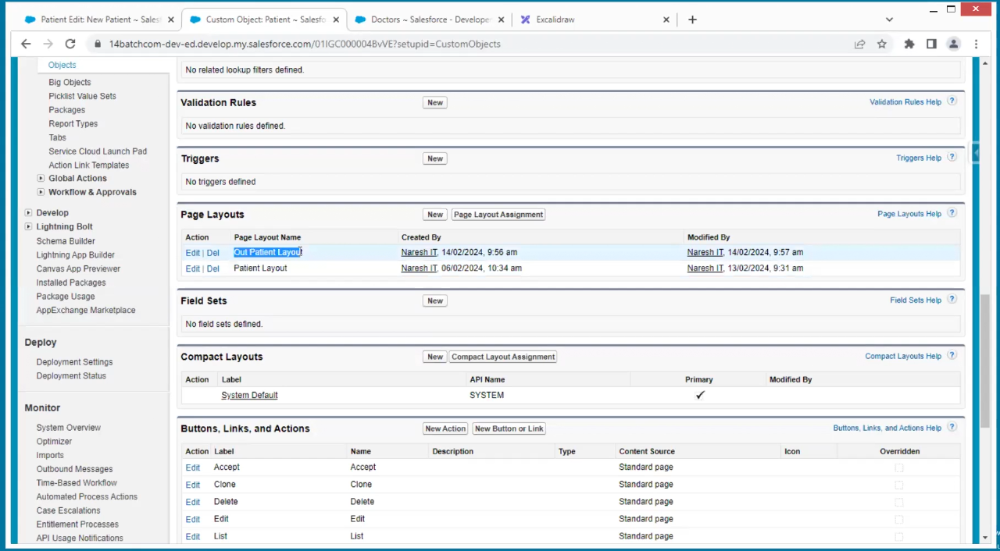 Patient Edit: New Patient ~ Salesf
Custom Object: Patient ~ Salesfo
Doctors ~ Salesforce - Developer
Excalidraw
14batchcom-dev-ed.develop.my.salesforce.com/01IGC000004BvVE?setupid=CustomObjects
Objects
Big Objects
Picklist Value Sets
Packages
Report Types
Tabs
Service Cloud Launch Pad
Action Link Templates
Global Actions
Workflow & Approvals
Develop
Lightning Bolt
Schema Builder
Lightning App Builder
Canvas App Previewer
Installed Packages
Package Usage
AppExchange Marketplace
Deploy
Deployment Settings
Deployment Status
Monitor
System Overview
Optimizer
Imports
Outbound Messages
Time-Based Workflow
Automated Process Actions
Case Escalations
Entitlement Processes
API Usage Notifications
No related lookup filters defined.
Validation Rules New Validation Rules Help ?
No validation rules defined.
Triggers New Triggers Help ?
No triggers defined
Page Layouts New Page Layout Assignment Page Layouts Help ?
Action Page Layout Name Created By Modified By
Edit | Del Out Patient Layout Naresh IT, 14/02/2024, 9:56 am Naresh IT, 14/02/2024, 9:57 am
Edit | Del Patient Layout Naresh IT, 06/02/2024, 10:34 am Naresh IT, 13/02/2024, 9:31 am
Field Sets New Field Sets Help ?
No field sets defined.
Compact Layouts New Compact Layout Assignment Compact Layouts Help ?
Action Label API Name Primary Modified By
System Default SYSTEM
Buttons, Links, and Actions New Action New Button or Link Buttons, Links, and Actions Help ?
Action Label Name Description Type Content Source Icon Overridden
Edit Accept Accept Standard page
Edit Clone Clone Standard page
Edit Delete Delete Standard page
Edit Edit Edit Standard page
Edit List List Standard page